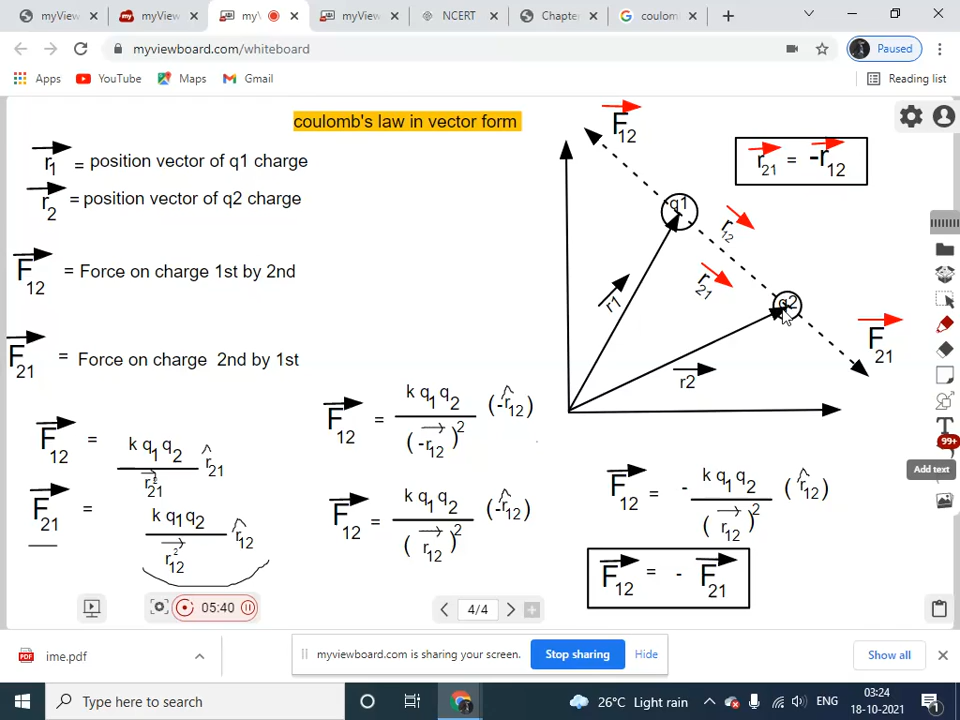 myView
myView
my\
myView
NCERT
Chapte
coulom
myviewboard.com/whiteboard
Paused
Apps
YouTube
Maps
Gmail
Reading list
coulomb's law in vector form
r1 = position vector of q1 charge
r2 = position vector of q2 charge
F12 = Force on charge 1st by 2nd
F21 = Force on charge 2nd by 1st
F12 = k q1 q2 / r21² r̂21
F21 = k q1 q2 / r12² r̂12
F12 = k q1 q2 / (-r12)² (-r̂12)
F12 = k q1 q2 / (r12)² (-r̂12)
F12
r21 = -r12
q1
r12
r21
r1
q2
F21
r2
F12 = - k q1 q2 / (r12)² (r̂12)
F12 = - F21
99+
Add text
05:40
4/4
ime.pdf
myviewboard.com is sharing your screen.
Stop sharing
Hide
Show all
Type here to search
26°C Light rain
ENG
03:24
18-10-2021
1